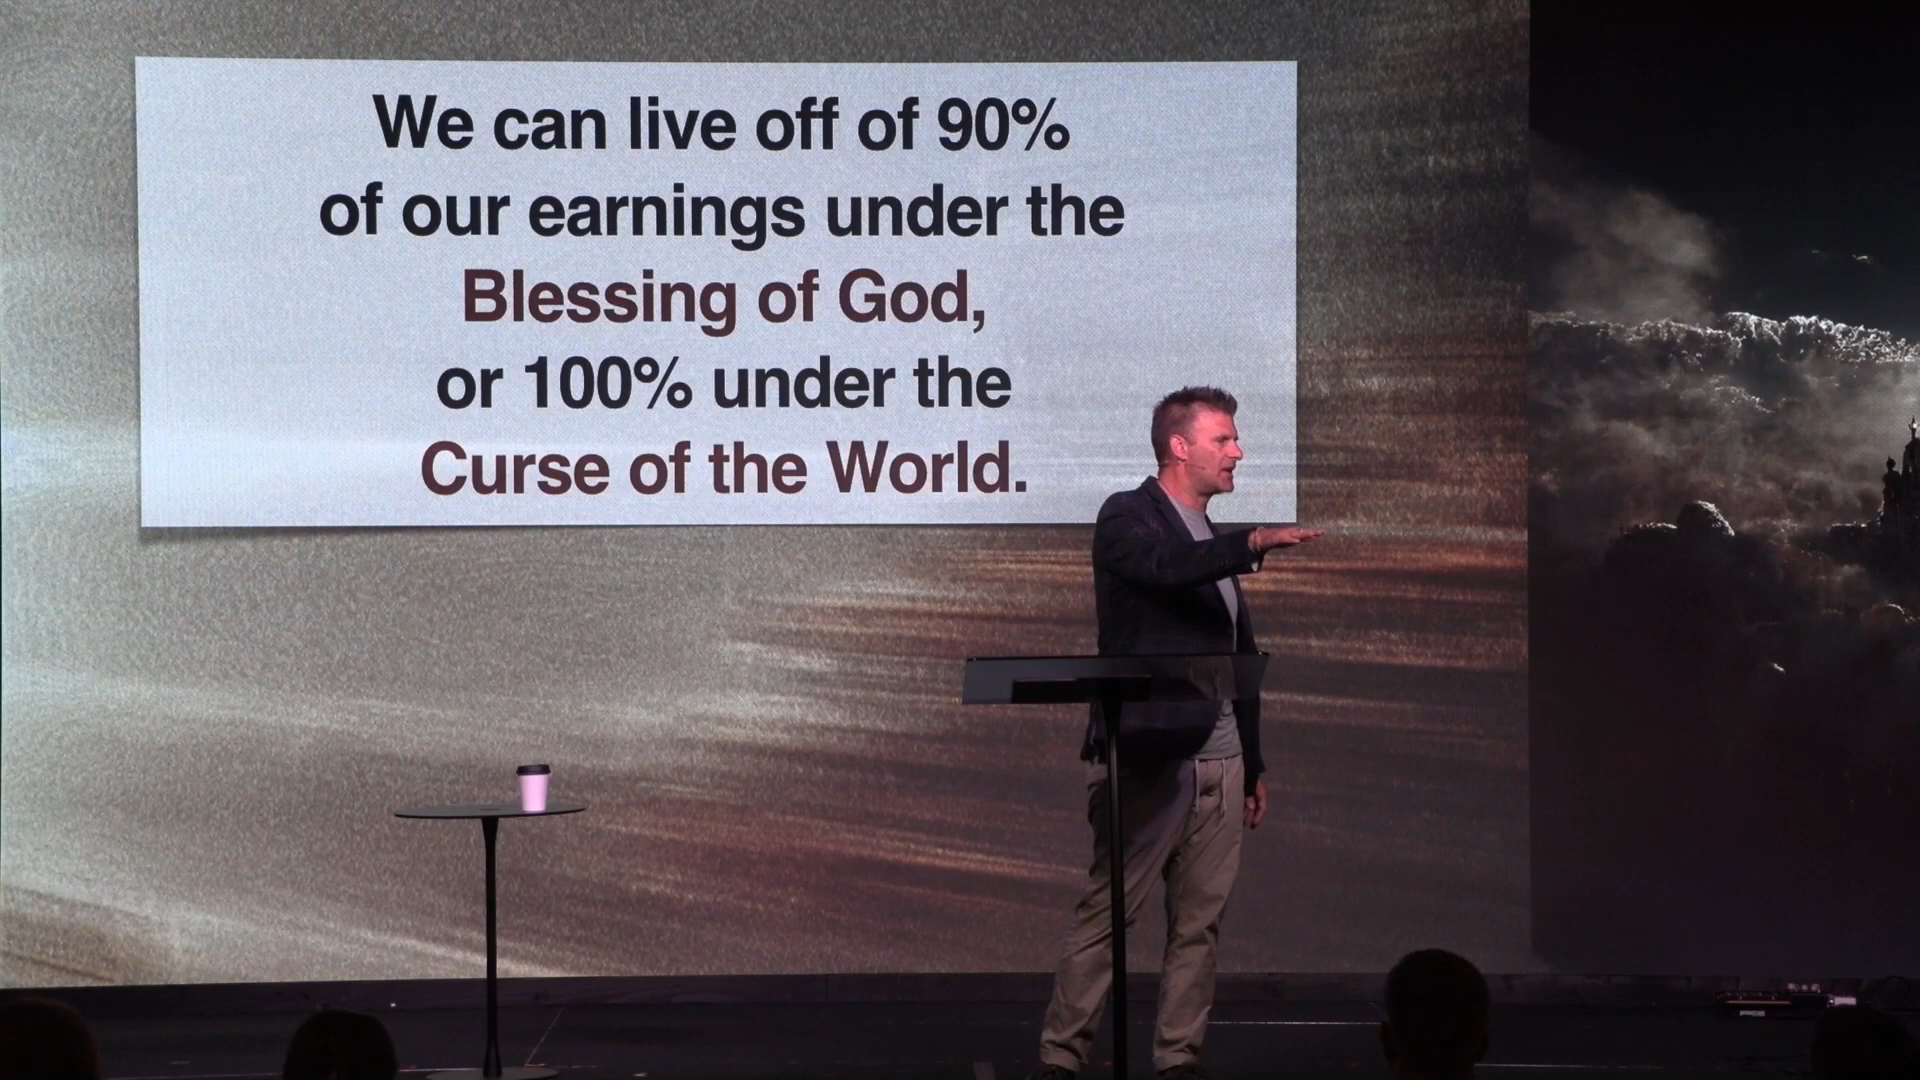 We can live off of 90%
of our earnings under the
Blessing of God,
or 100% under the
Curse of the World.